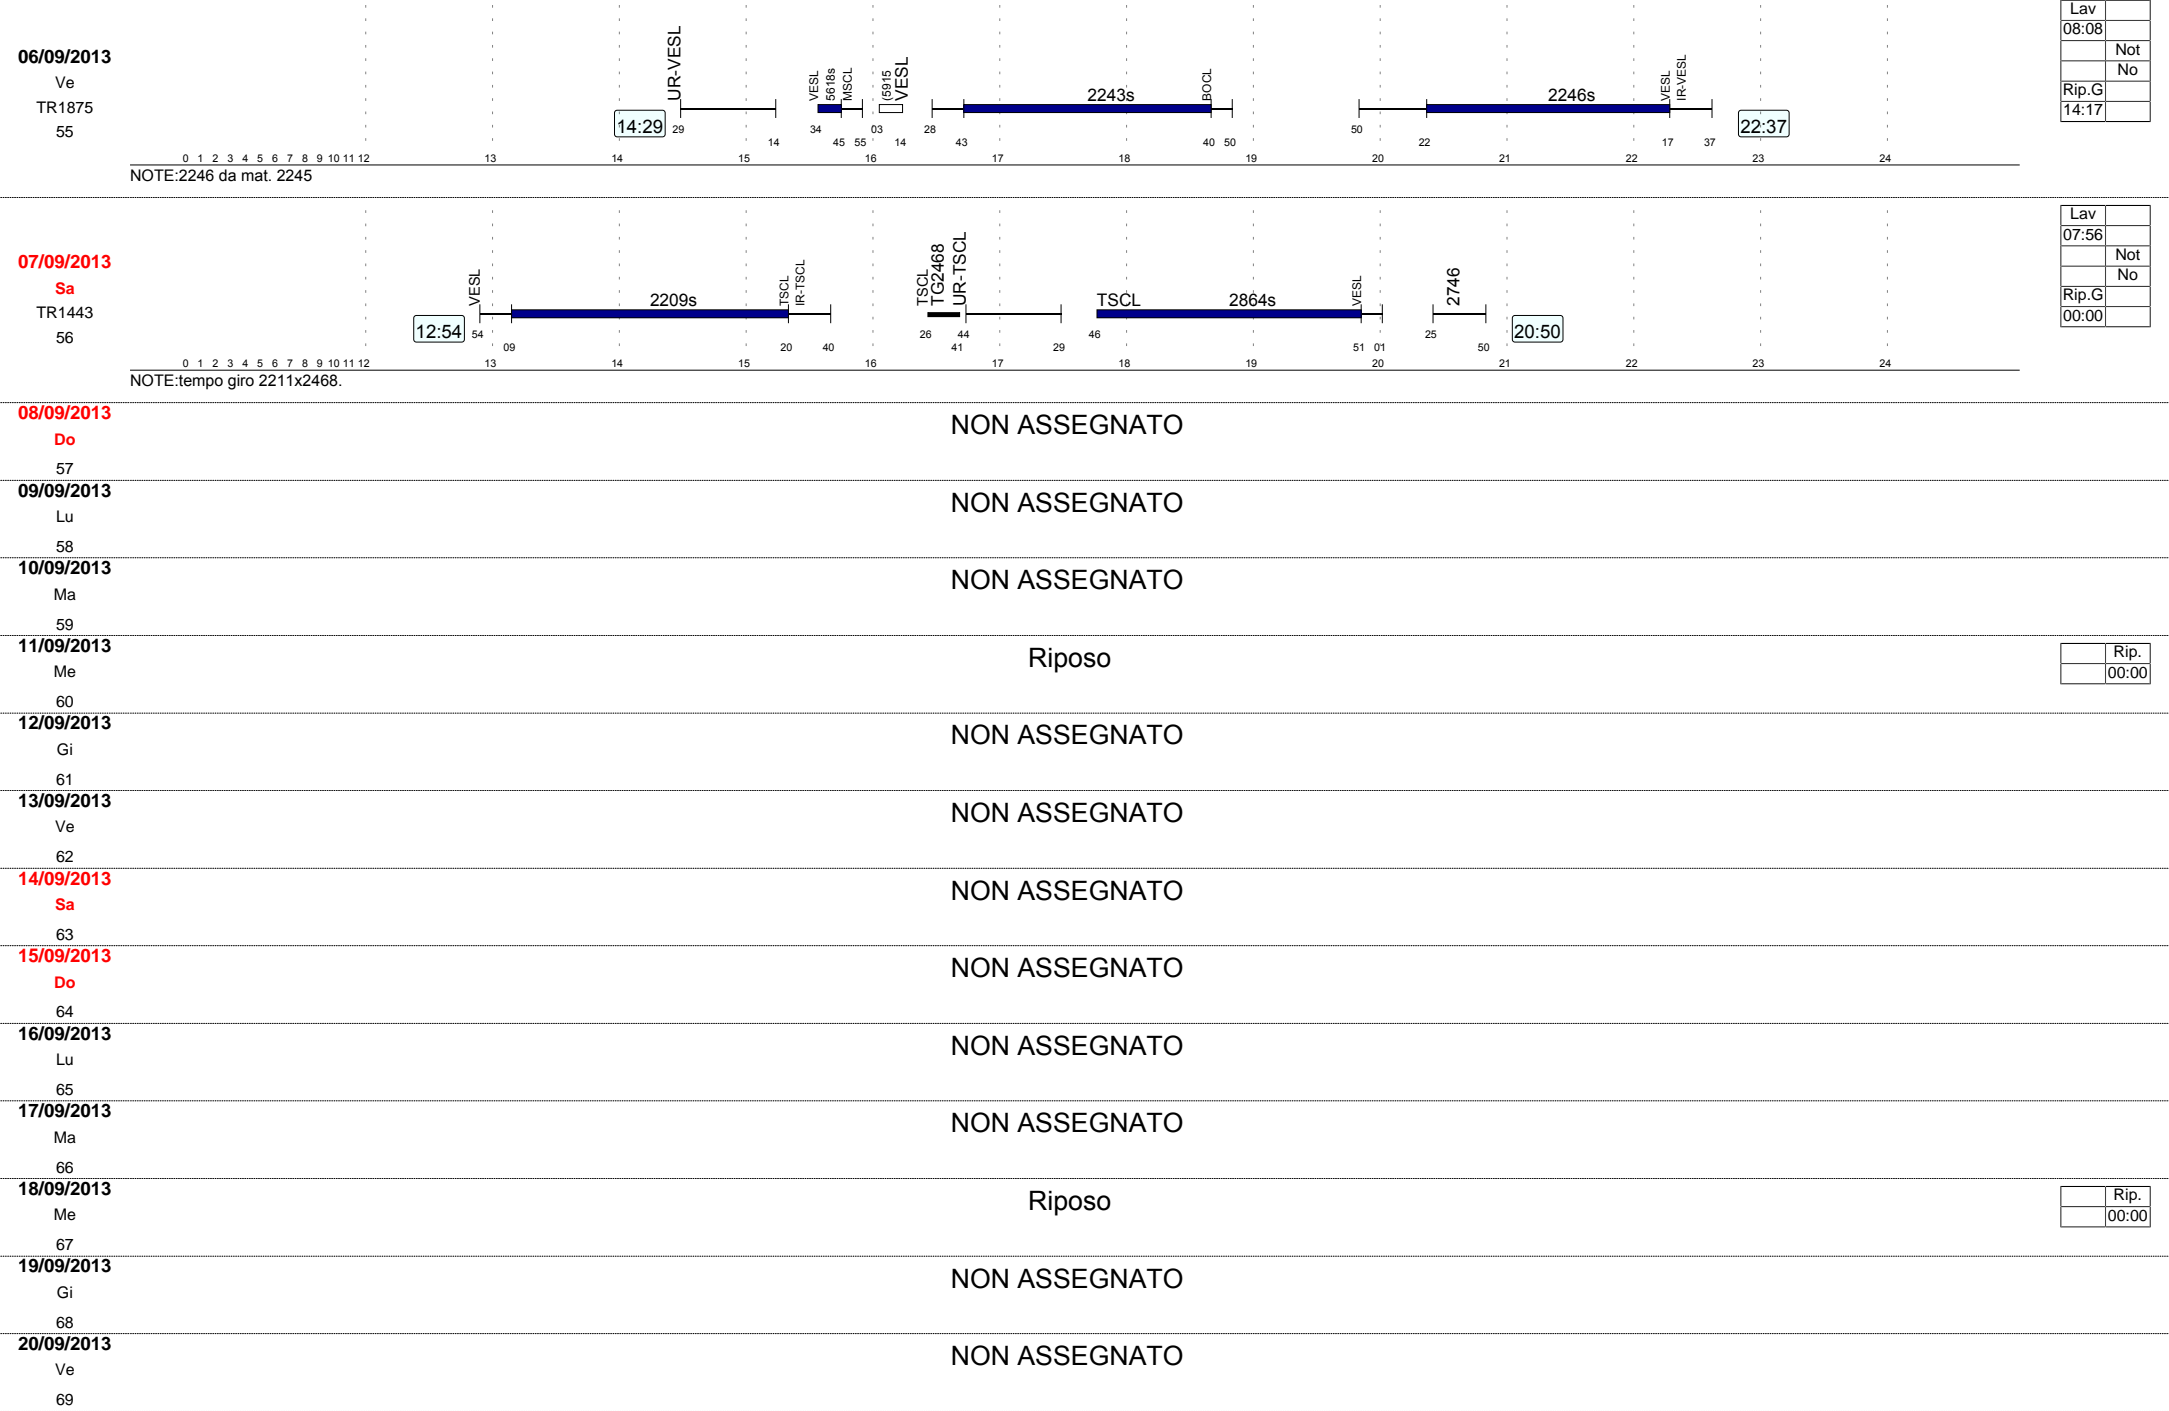 Lav
08:08
Not
No
Rip.G
14:17
06/09/2013
Ve
TR1875
55
14:29
UR-VESL
VESL
5618s
MSCL
(5915
VESL
2243s
BOCL
2246s
VESL
IR-VESL
22:37
29 14 34 45 55 03 14 28 43 40 50 50 22 17 37
0 1 2 3 4 5 6 7 8 9 10 11 12 13 14 15 16 17 18 19 20 21 22 23 24
NOTE:2246 da mat. 2245
Lav
07:56
Not
No
Rip.G
00:00
07/09/2013
Sa
TR1443
56
12:54
VESL
2209s
TSCL
IR-TSCL
TSCL
TG2468
UR-TSCL
TSCL
2864s
VESL
2746
20:50
54 26 44 46 25
09 20 40 41 29 51 01 50
0 1 2 3 4 5 6 7 8 9 10 11 12 13 14 15 16 17 18 19 20 21 22 23 24
NOTE:tempo giro 2211x2468.
08/09/2013
Do
57
NON ASSEGNATO
09/09/2013
Lu
58
NON ASSEGNATO
10/09/2013
Ma
59
NON ASSEGNATO
11/09/2013
Me
60
Riposo
Rip.
00:00
12/09/2013
Gi
61
NON ASSEGNATO
13/09/2013
Ve
62
NON ASSEGNATO
14/09/2013
Sa
63
NON ASSEGNATO
15/09/2013
Do
64
NON ASSEGNATO
16/09/2013
Lu
65
NON ASSEGNATO
17/09/2013
Ma
66
NON ASSEGNATO
18/09/2013
Me
67
Riposo
Rip.
00:00
19/09/2013
Gi
68
NON ASSEGNATO
20/09/2013
Ve
69
NON ASSEGNATO